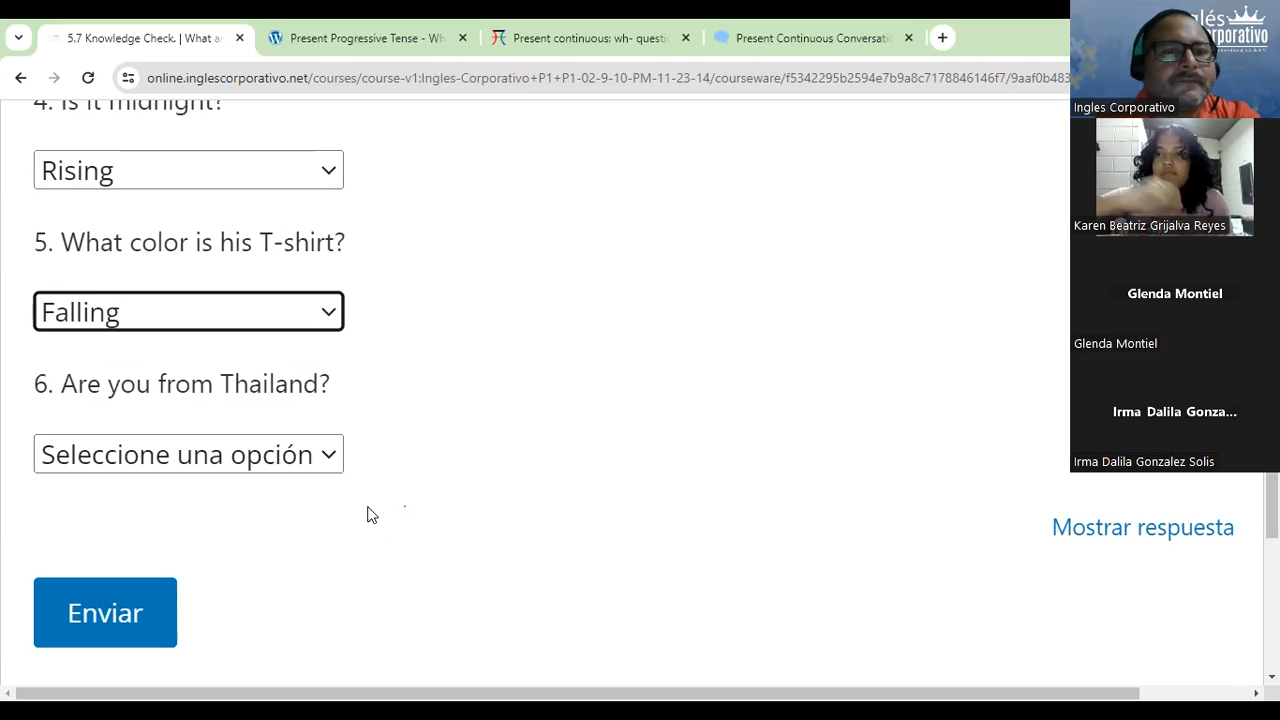 5.7 Knowledge Check. | What ar
Present Progressive Tense - Wh
Present continuous: wh- questi
Present Continuous Conversatio
online.inglescorporativo.net/courses/course-v1:Ingles-Corporativo+P1+P1-02-9-10-PM-11-23-14/courseware/f5342295b2594e7b9a8c7178846146f7/9aaf0b483
4. Is it midnight?
Rising
5. What color is his T-shirt?
Falling
6. Are you from Thailand?
Seleccione una opción
Mostrar respuesta
Enviar
Ingles Corporativo
Karen Beatriz Grijalva Reyes
Glenda Montiel
Glenda Montiel
Irma Dalila Gonza...
Irma Dalila Gonzalez Solis